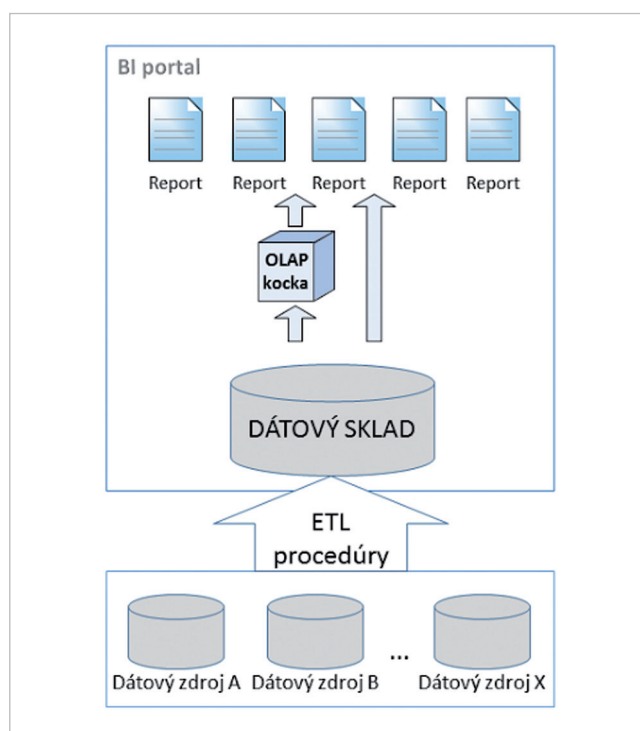 BI portal
Report Report Report Report Report
OLAP
kocka
DÁTOVÝ SKLAD
ETL
procedúry
...
Dátový zdroj A Dátový zdroj B Dátový zdroj X